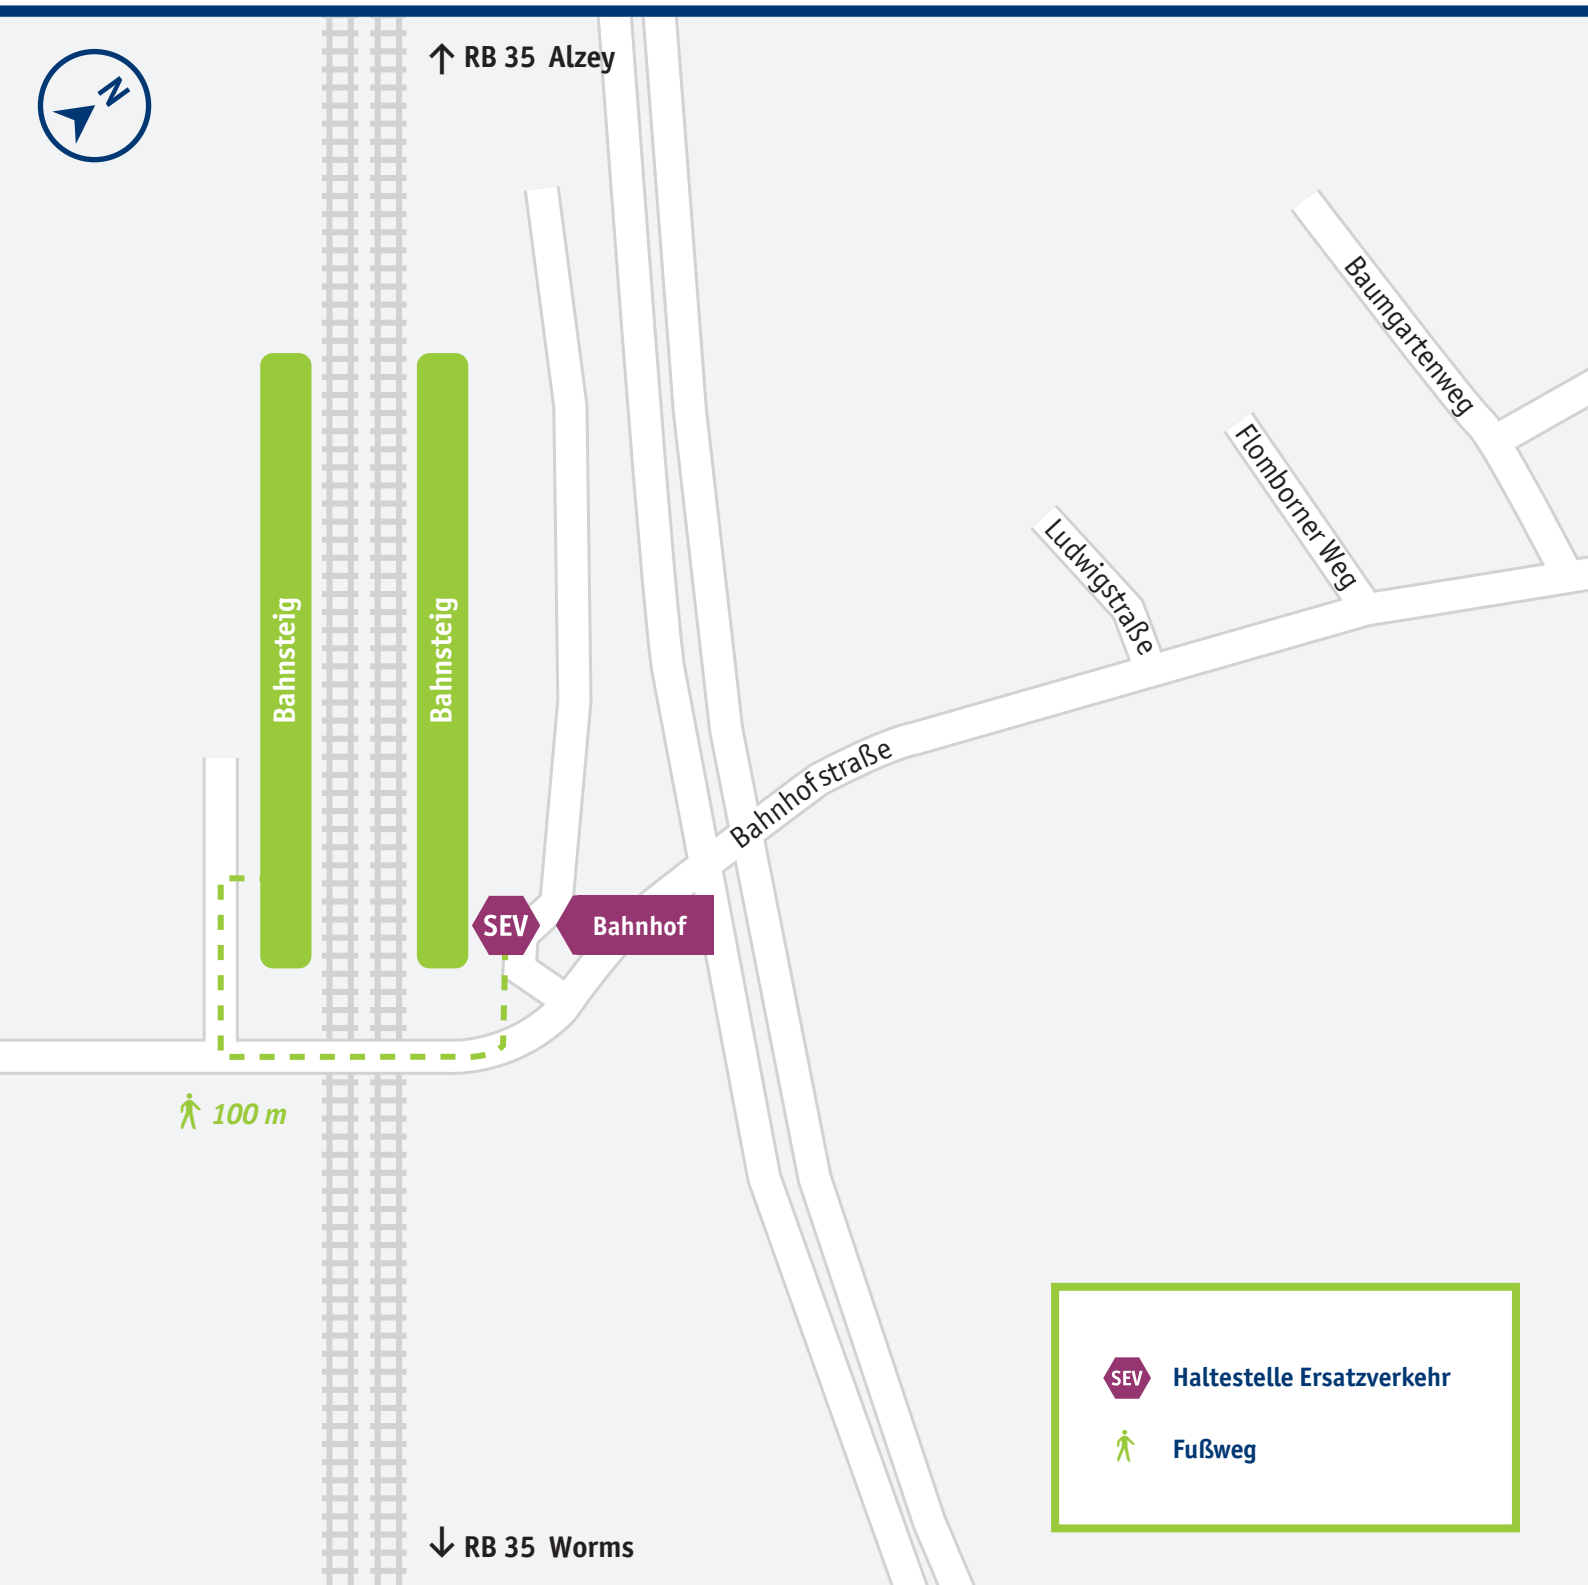 N
RB 35 Alzey
Baumgartenweg
Flomborner Weg
Ludwigstraße
Bahnsteig
Bahnsteig
Bahnhofstraße
SEV
Bahnhof
100 m
SEV Haltestelle Ersatzverkehr
Fußweg
RB 35 Worms